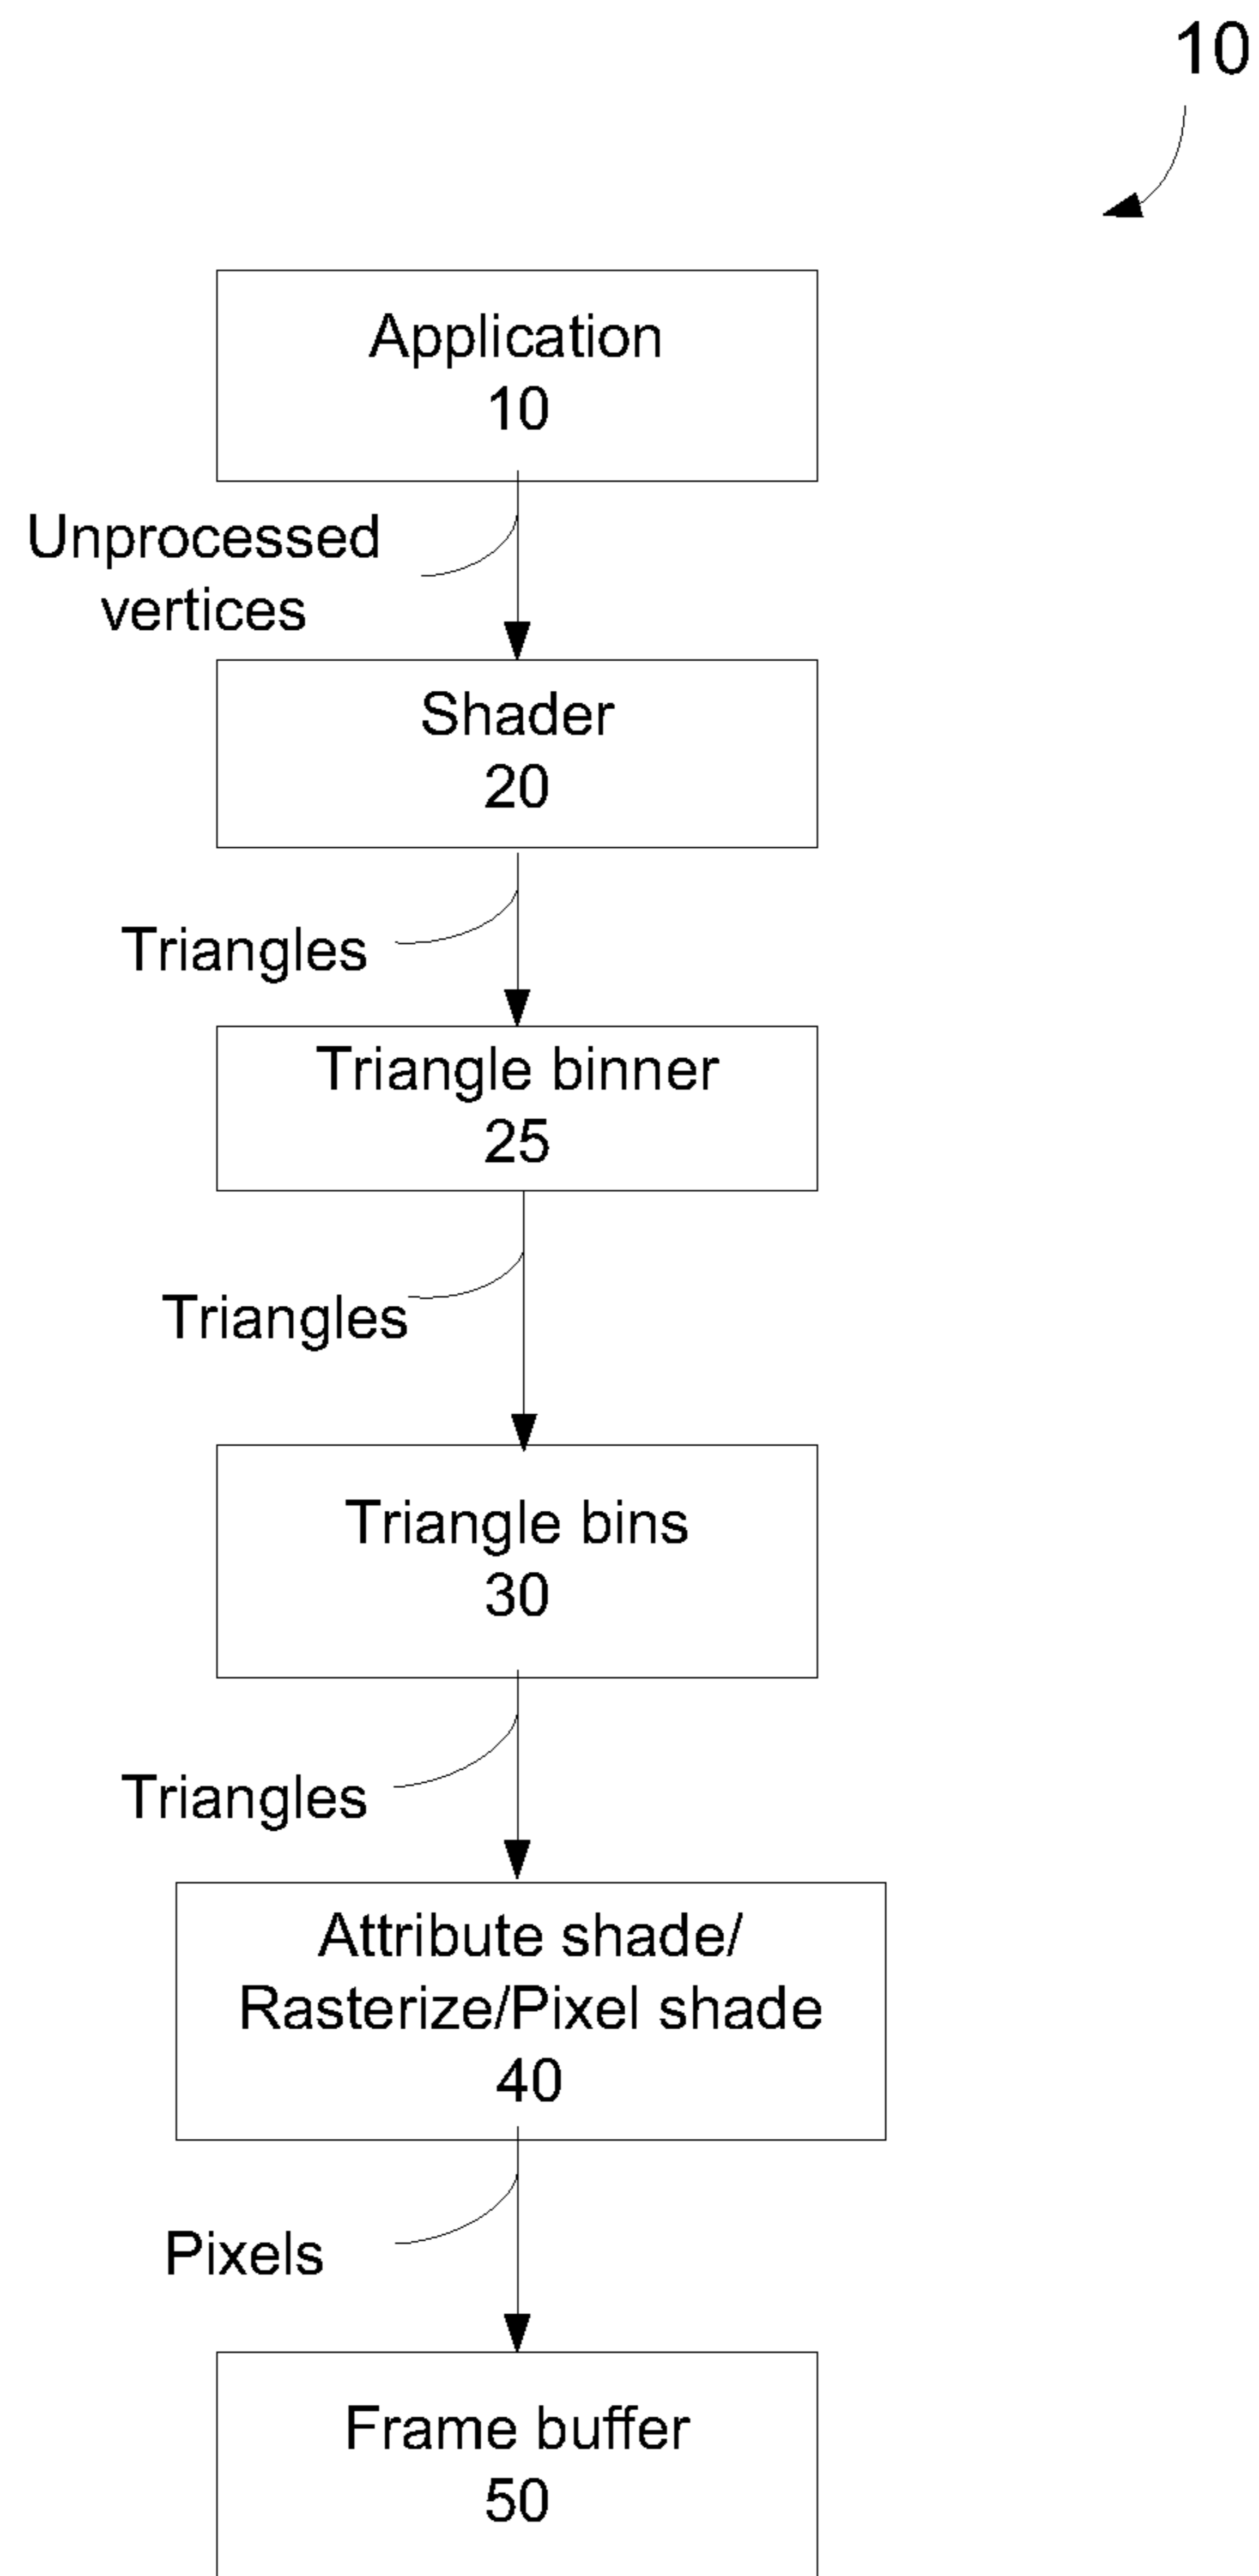 10
Application
10
Unprocessed
vertices
Shader
20
Triangles
Triangle binner
25
Triangles
Triangle bins
30
Triangles
Attribute shade/
Rasterize/Pixel shade
40
Pixels
Frame buffer
50